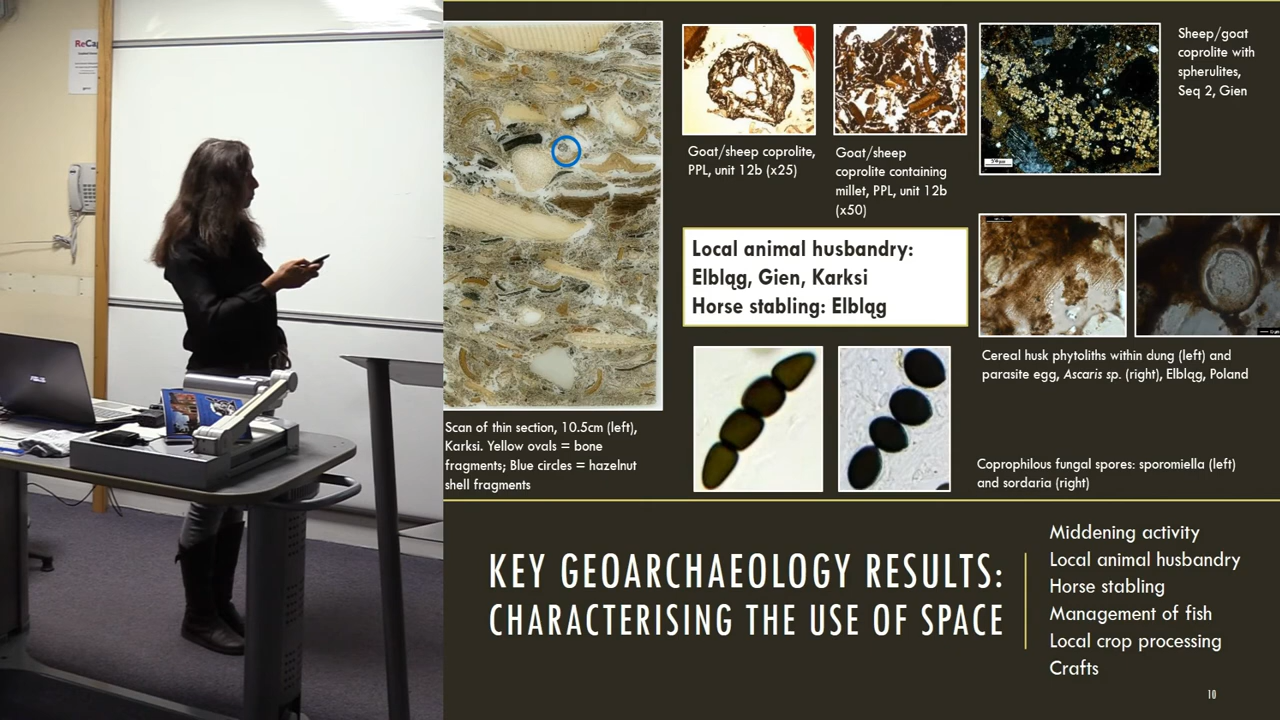 ReCap
Sheep/goat
coprolite with
spherulites,
Seq 2, Gien
Goat/sheep coprolite,
PPL, unit 12b (x25)
Goat/sheep
coprolite containing
millet, PPL, unit 12b
(x50)
Local animal husbandry:
Elbląg, Gien, Karksi
Horse stabling: Elbląg
Cereal husk phytoliths within dung (left) and
parasite egg, Ascaris sp. (right), Elbląg, Poland
Scan of thin section, 10.5cm (left),
Karksi. Yellow ovals = bone
fragments; Blue circles = hazelnut
shell fragments
Coprophilous fungal spores: sporomiella (left)
and sordaria (right)
KEY GEOARCHAEOLOGY RESULTS:
CHARACTERISING THE USE OF SPACE
Middening activity
Local animal husbandry
Horse stabling
Management of fish
Local crop processing
Crafts
10
ASUS